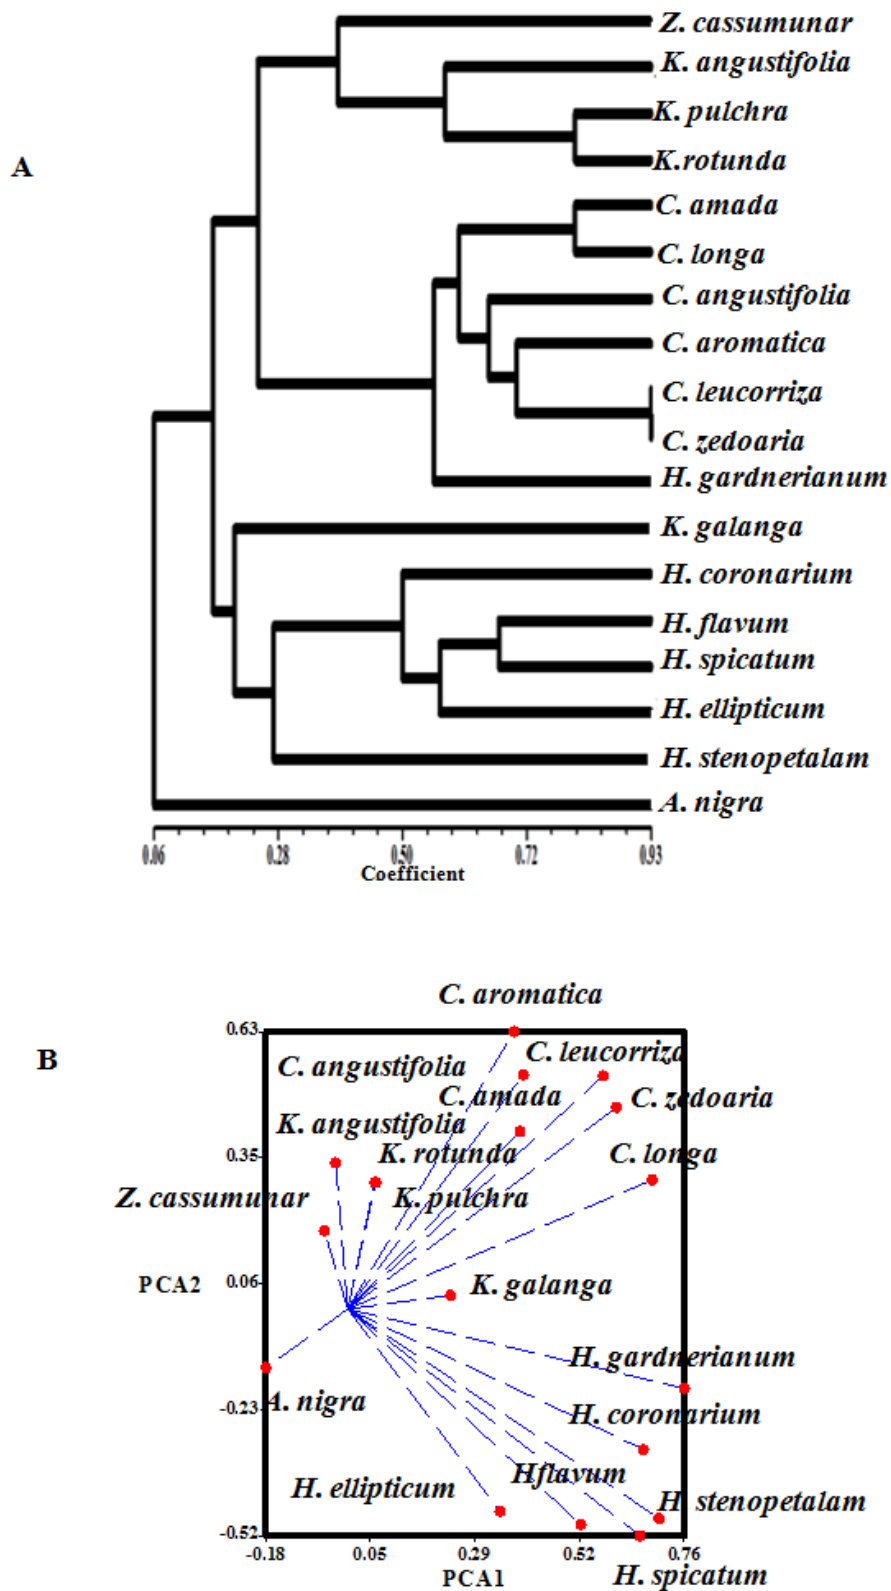 A
Z. cassumunar
K. angustifolia
K. pulchra
K.rotunda
C. amada
C. longa
C. angustifolia
C. aromatica
C. leucorriza
C. zedoaria
H. gardnerianum
K. galanga
H. coronarium
H. flavum
H. spicatum
H. ellipticum
H. stenopetalam
A. nigra
0.06 0.28 0.50 0.72 0.93
Coefficient
B
C. aromatica
0.63
C. angustifolia
C. leucorriza
C. amada
C. zedoaria
K. angustifolia
0.35
K. rotunda
C. longa
Z. cassumunar
K. pulchra
PCA2
0.06
K. galanga
H. gardnerianum
A. nigra
-0.23
H. coronarium
H. ellipticum
Hflavum
H. stenopetalam
-0.52
-0.18 0.05 0.29 0.52 0.76
PCA1
H. spicatum